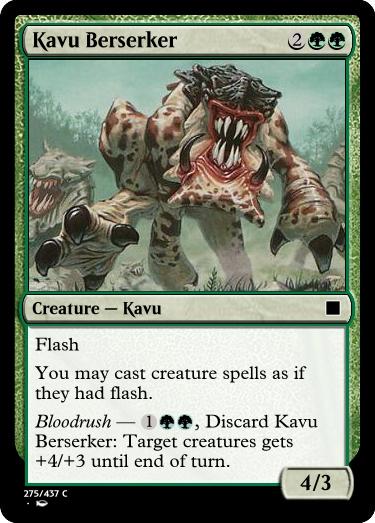 Kavu Berserker 2
Creature — Kavu
Flash
You may cast creature spells as if
they had flash.
Bloodrush — 1, Discard Kavu
Berserker: Target creatures gets
+4/+3 until end of turn.
4/3
275/437 C